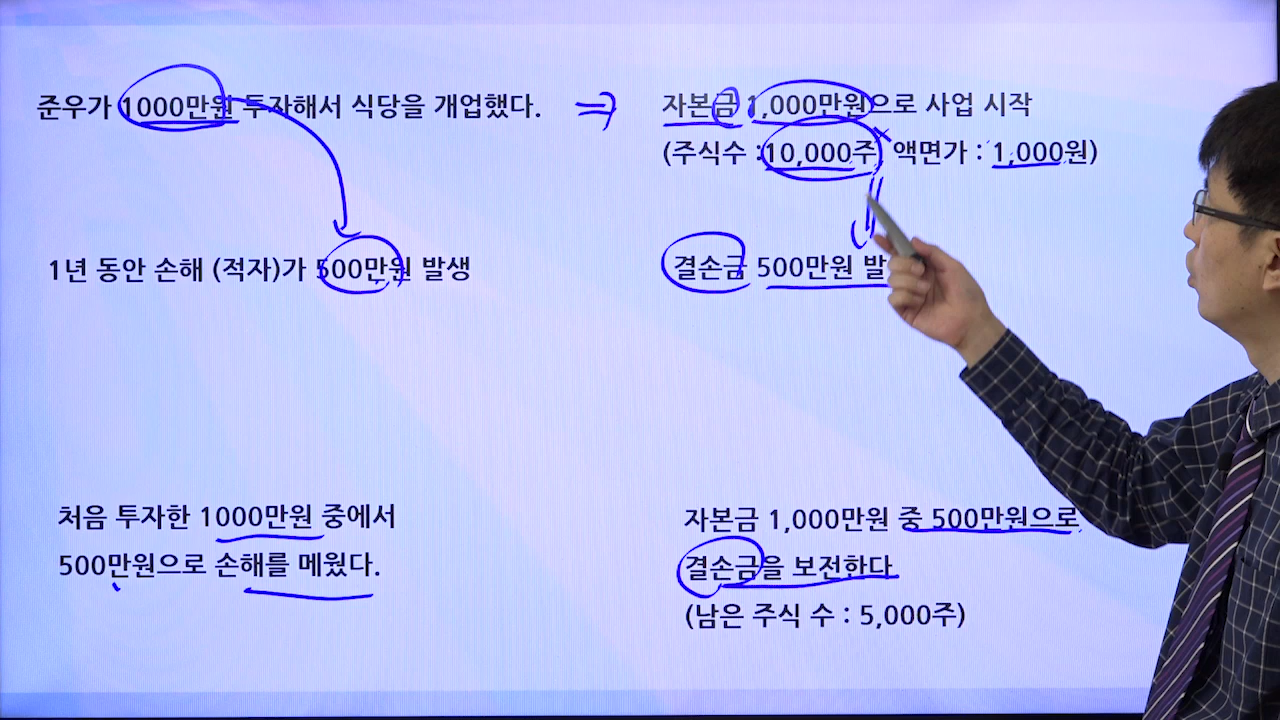 준우가 1000만원 투자해서 식당을 개업했다. ⇒
자본금 1,000만원으로 사업 시작
(주식수 : 10,000주 × 액면가 : 1,000원)
1년 동안 손해 (적자)가 500만원 발생
결손금 500만원
처음 투자한 1000만원 중에서
500만원으로 손해를 메웠다.
자본금 1,000만원 중 500만원으로
결손금을 보전한다
(남은 주식 수 : 5,000주)